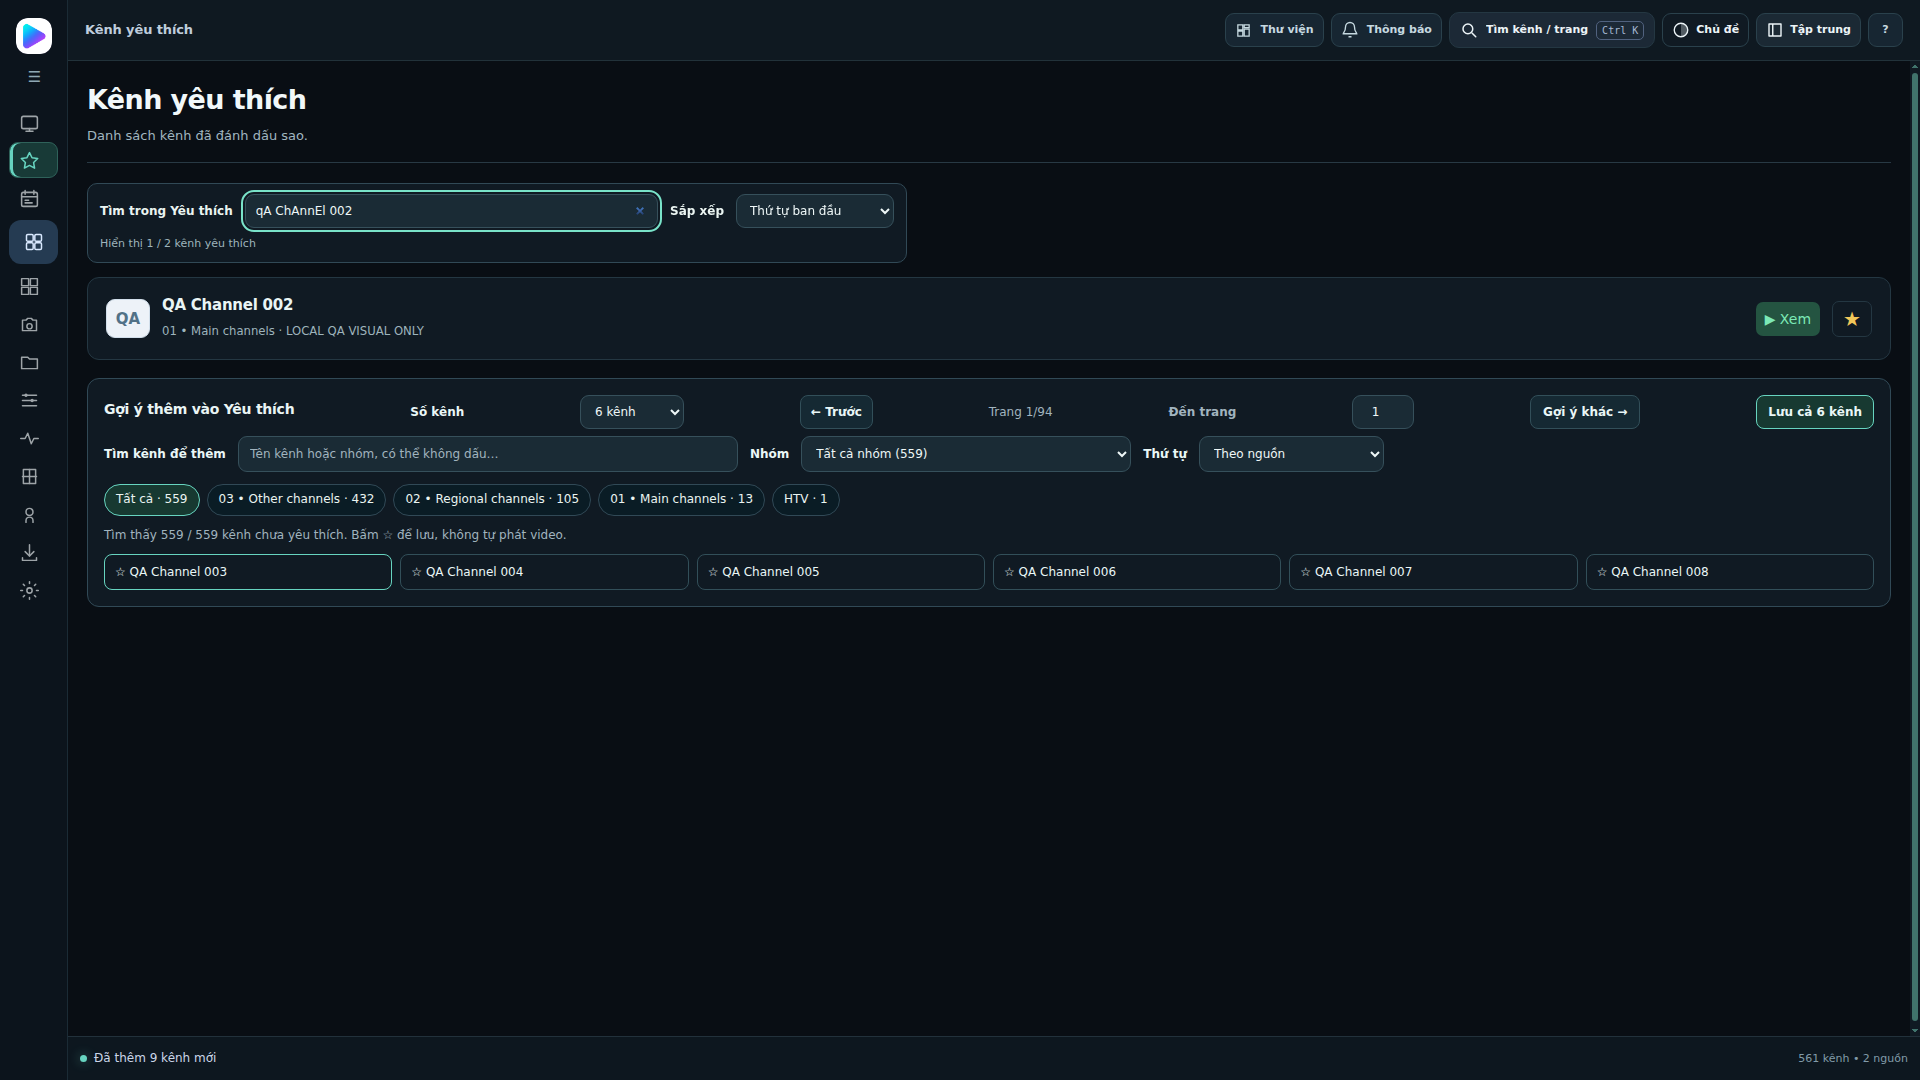 Kênh yêu thích
Thư viện
Thông báo
Tìm kênh / trang Ctrl K
Chủ đề
Tập trung
?
Kênh yêu thích
Danh sách kênh đã đánh dấu sao.
Tìm trong Yêu thích qA ChAnnEl 002 Sắp xếp Thứ tự ban đầu
Hiển thị 1 / 2 kênh yêu thích
QA
QA Channel 002
01 • Main channels · LOCAL QA VISUAL ONLY
▶ Xem ★
Gợi ý thêm vào Yêu thích Số kênh 6 kênh ← Trước Trang 1/94 Đến trang 1 Gợi ý khác → Lưu cả 6 kênh
Tìm kênh để thêm Tên kênh hoặc nhóm, có thể không dấu... Nhóm Tất cả nhóm (559) Thứ tự Theo nguồn
Tất cả · 559 03 • Other channels · 432 02 • Regional channels · 105 01 • Main channels · 13 HTV · 1
Tìm thấy 559 / 559 kênh chưa yêu thích. Bấm ☆ để lưu, không tự phát video.
☆ QA Channel 003 ☆ QA Channel 004 ☆ QA Channel 005 ☆ QA Channel 006 ☆ QA Channel 007 ☆ QA Channel 008
Đã thêm 9 kênh mới
561 kênh • 2 nguồn